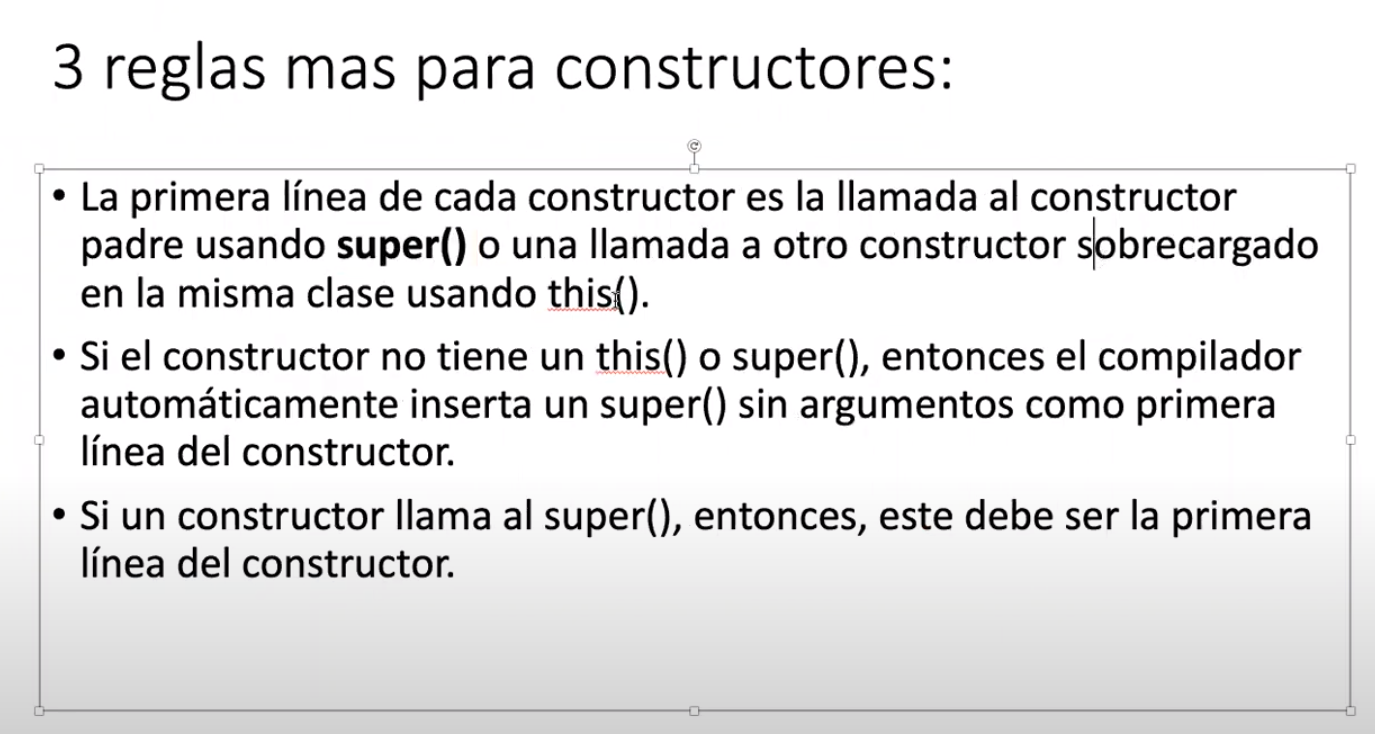 3 reglas mas para constructores:
• La primera línea de cada constructor es la llamada al constructor
padre usando super() o una llamada a otro constructor sobrecargado
en la misma clase usando this().
• Si el constructor no tiene un this() o super(), entonces el compilador
automáticamente inserta un super() sin argumentos como primera
línea del constructor.
• Si un constructor llama al super(), entonces, este debe ser la primera
línea del constructor.